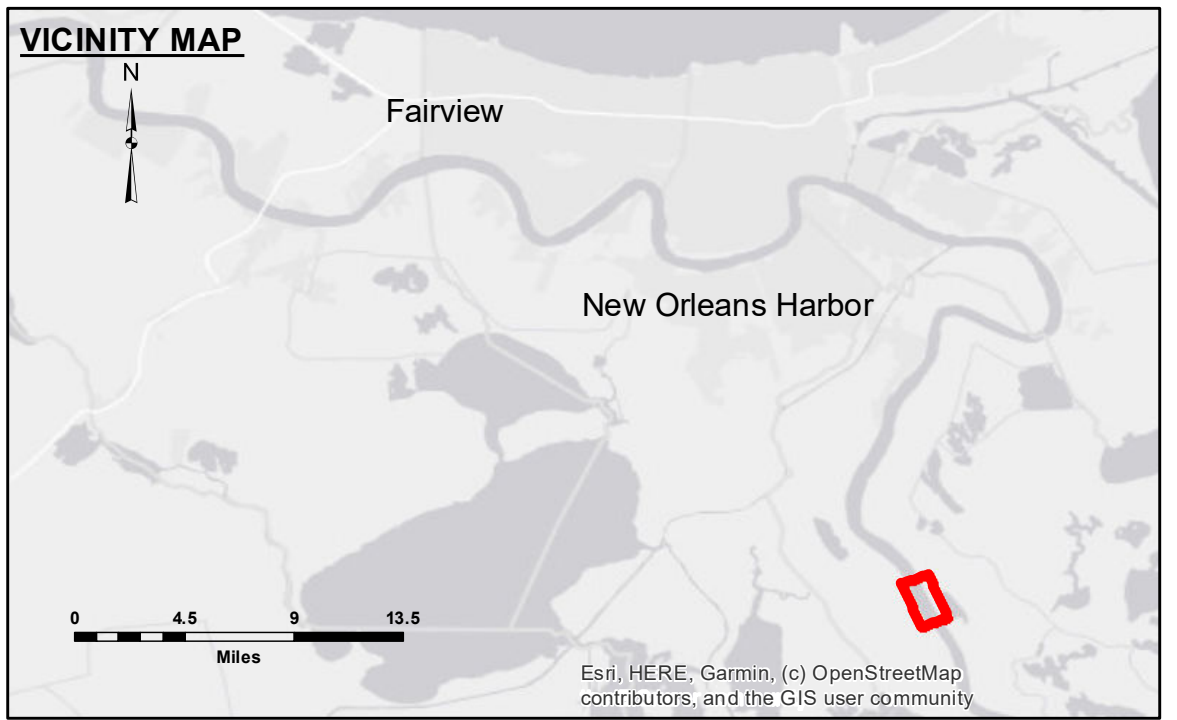 VICINITY MAP
N
Fairview
New Orleans Harbor
0 4.5 9 13.5
Miles
Esri, HERE, Garmin, (c) OpenStreetMap
contributors, and the GIS user community